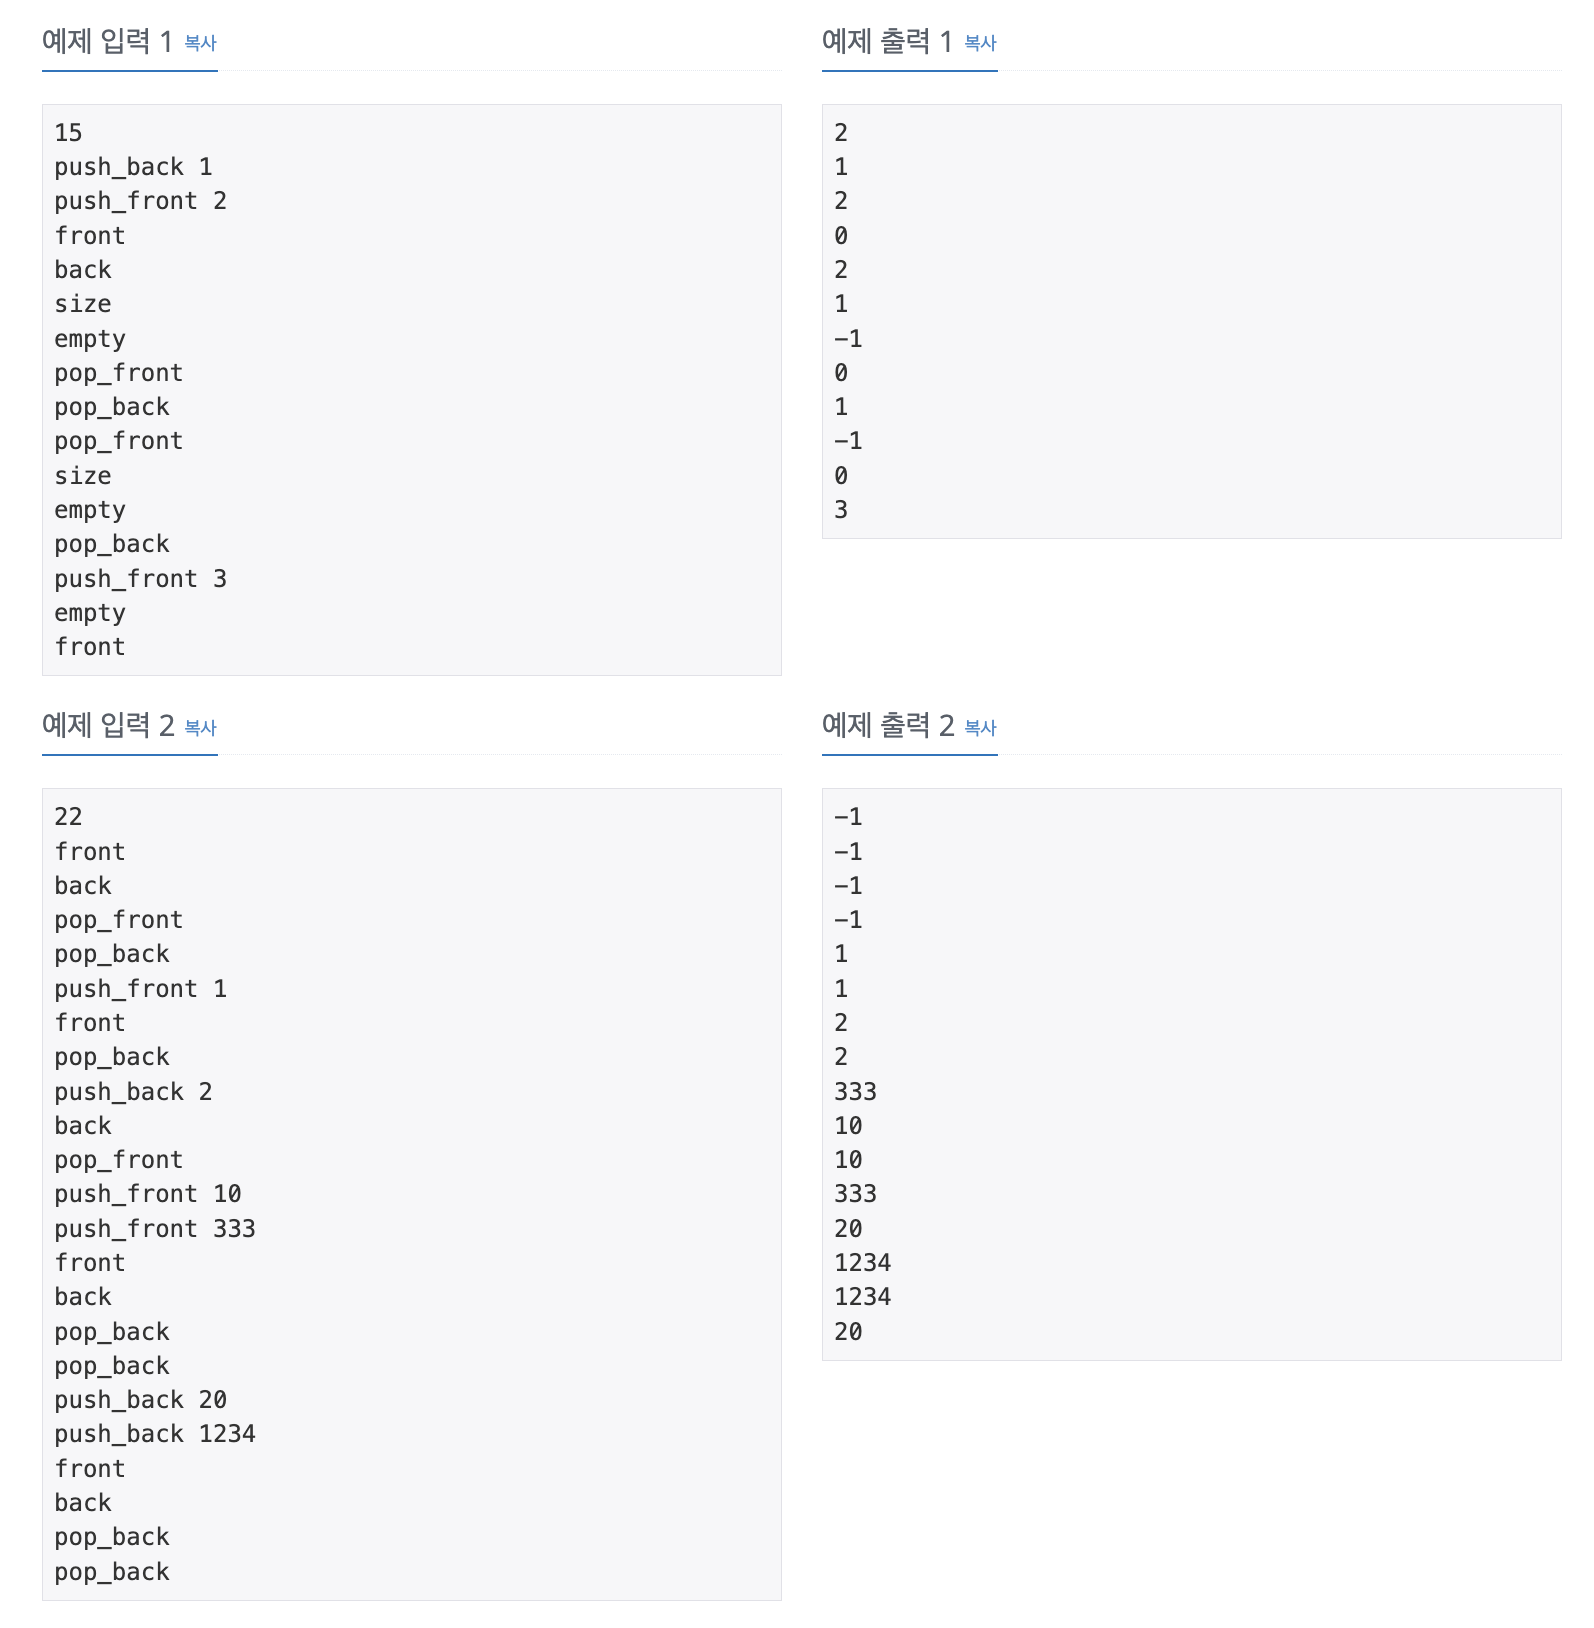 예제 입력 1 복사
15
push_back 1
push_front 2
front
back
size
empty
pop_front
pop_back
pop_front
size
empty
pop_back
push_front 3
empty
front
예제 출력 1 복사
2
1
2
0
2
1
-1
0
1
-1
0
3
예제 입력 2 복사
22
front
back
pop_front
pop_back
push_front 1
front
pop_back
push_back 2
back
pop_front
push_front 10
push_front 333
front
back
pop_back
pop_back
push_back 20
push_back 1234
front
back
pop_back
pop_back
예제 출력 2 복사
-1
-1
-1
-1
1
1
2
2
333
10
10
333
20
1234
1234
20